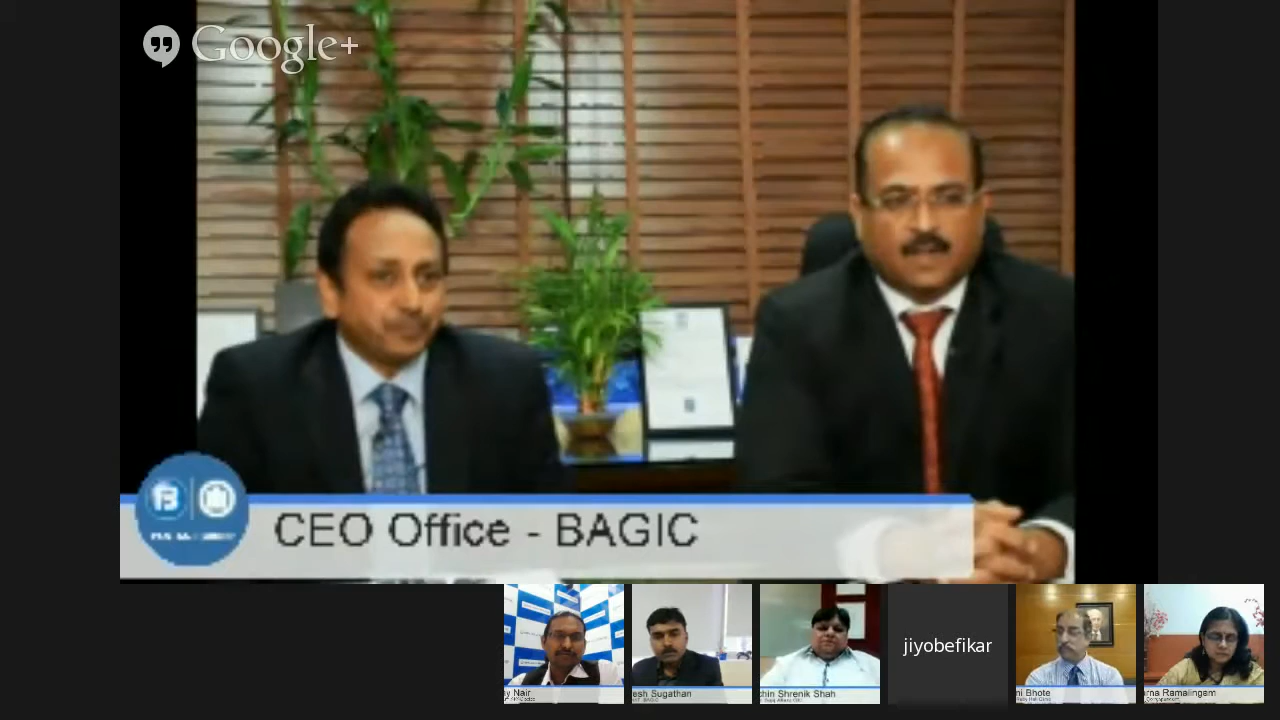 Google+
CEO Office - BAGIC
jiyobefikar
y Nair
esh Sugathan
chin Shrenik Shah
ni Bhote
rna Ramalingam